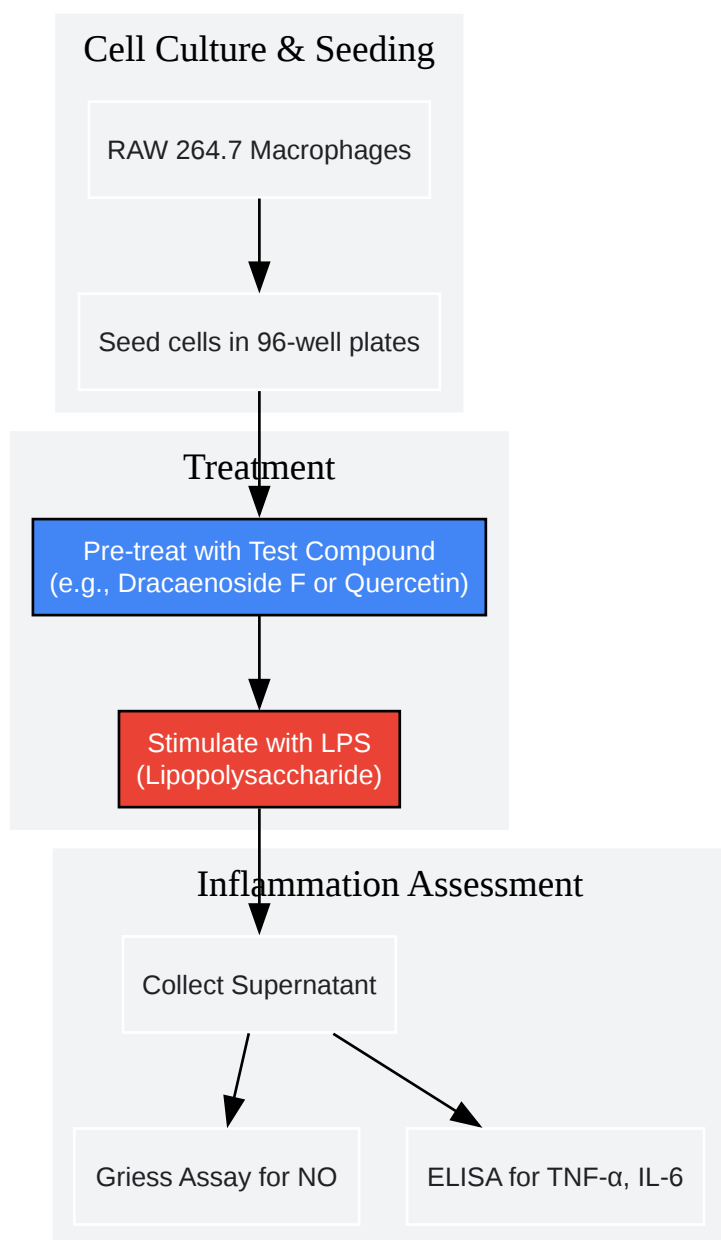 Cell Culture & Seeding
RAW 264.7 Macrophages
Seed cells in 96-well plates
Treatment
Pre-treat with Test Compound
(e.g., Dracaenoside F or Quercetin)
Stimulate with LPS
(Lipopolysaccharide)
Inflammation Assessment
Collect Supernatant
Griess Assay for NO
ELISA for TNF-α, IL-6